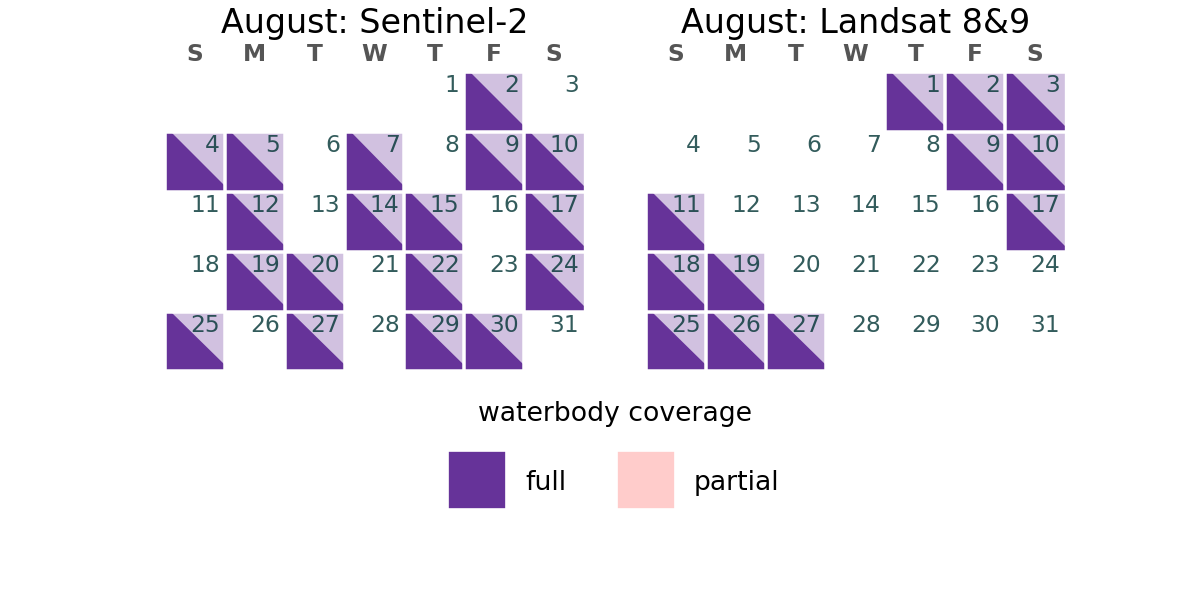 August: Sentinel-2
S M T W T F S
1 2 3
4 5 6 7 8 9 10
11 12 13 14 15 16 17
18 19 20 21 22 23 24
25 26 27 28 29 30 31
August: Landsat 8&9
S M T W T F S
1 2 3
4 5 6 7 8 9 10
11 12 13 14 15 16 17
18 19 20 21 22 23 24
25 26 27 28 29 30 31
waterbody coverage
full
partial